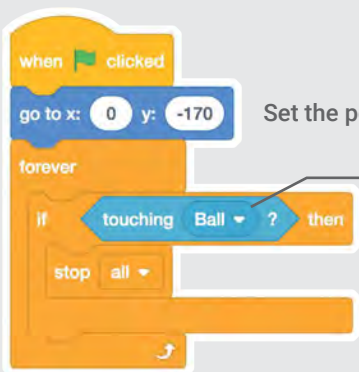 when clicked
go to x: 0 y: -170
Set the p
forever
if touching Ball ? then
stop all